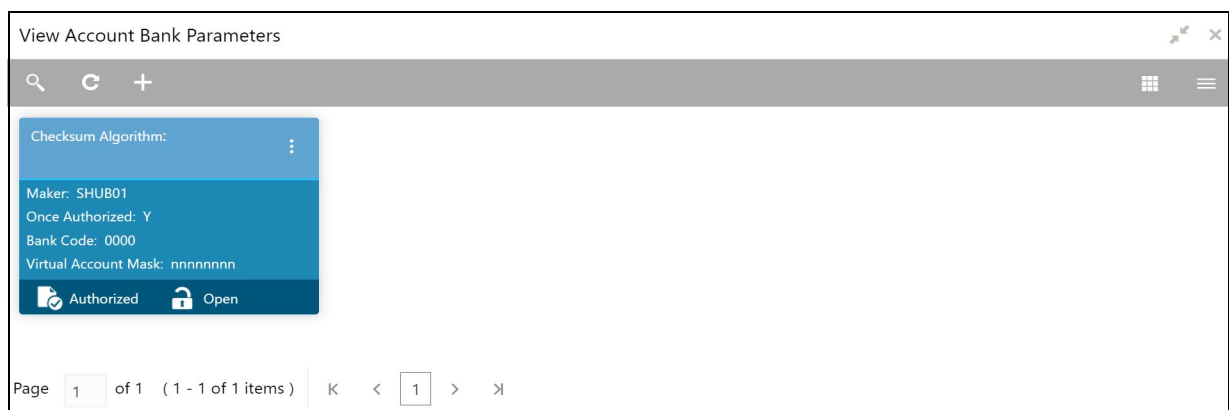 View Account Bank Parameters
Checksum Algorithm:
Maker: SHUB01
Once Authorized: Y
Bank Code: 0000
Virtual Account Mask: nnnnnnnn
Authorized Open
Page 1 of 1 ( 1 - 1 of 1 items ) 1